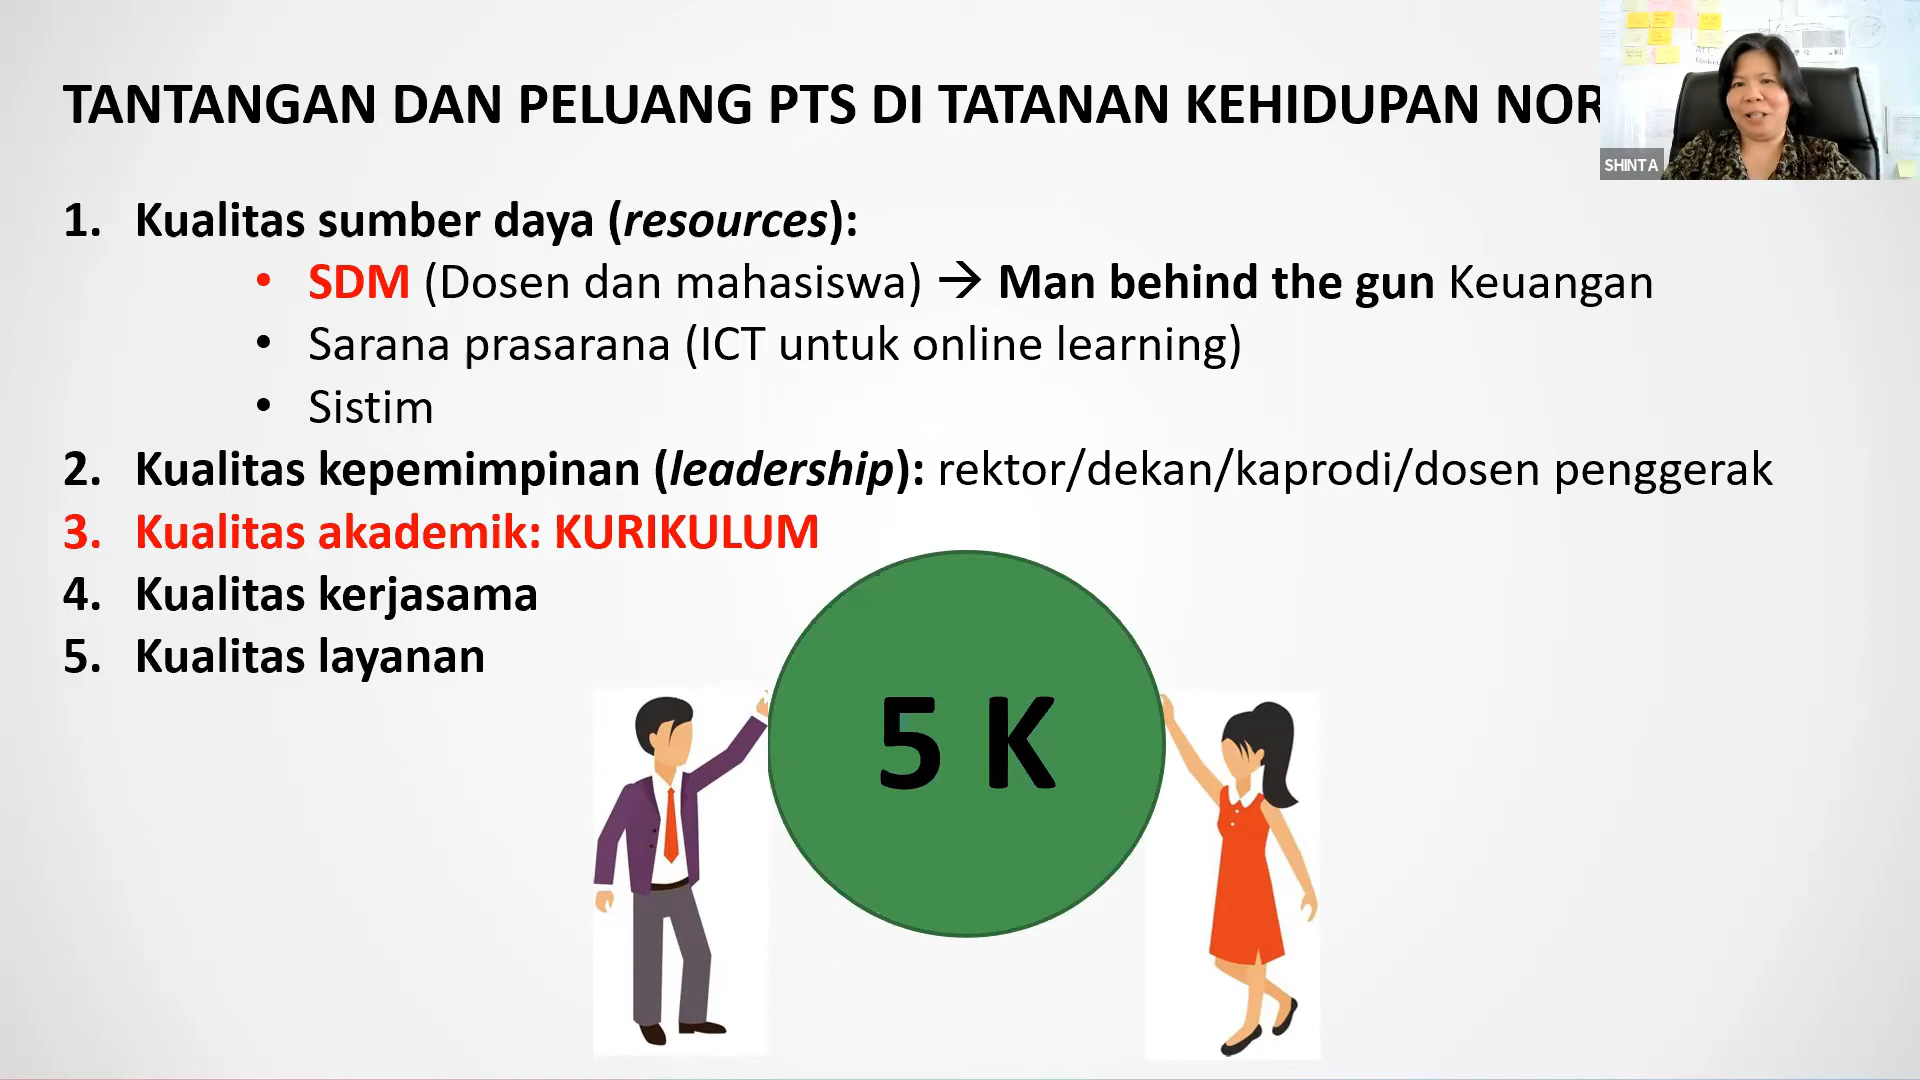 TANTANGAN DAN PELUANG PTS DI TATANAN KEHIDUPAN NOR
SHINTA
1. Kualitas sumber daya (resources):
• SDM (Dosen dan mahasiswa) → Man behind the gun Keuangan
• Sarana prasarana (ICT untuk online learning)
• Sistim
2. Kualitas kepemimpinan (leadership): rektor/dekan/kaprodi/dosen penggerak
3. Kualitas akademik: KURIKULUM
4. Kualitas kerjasama
5. Kualitas layanan
5 K